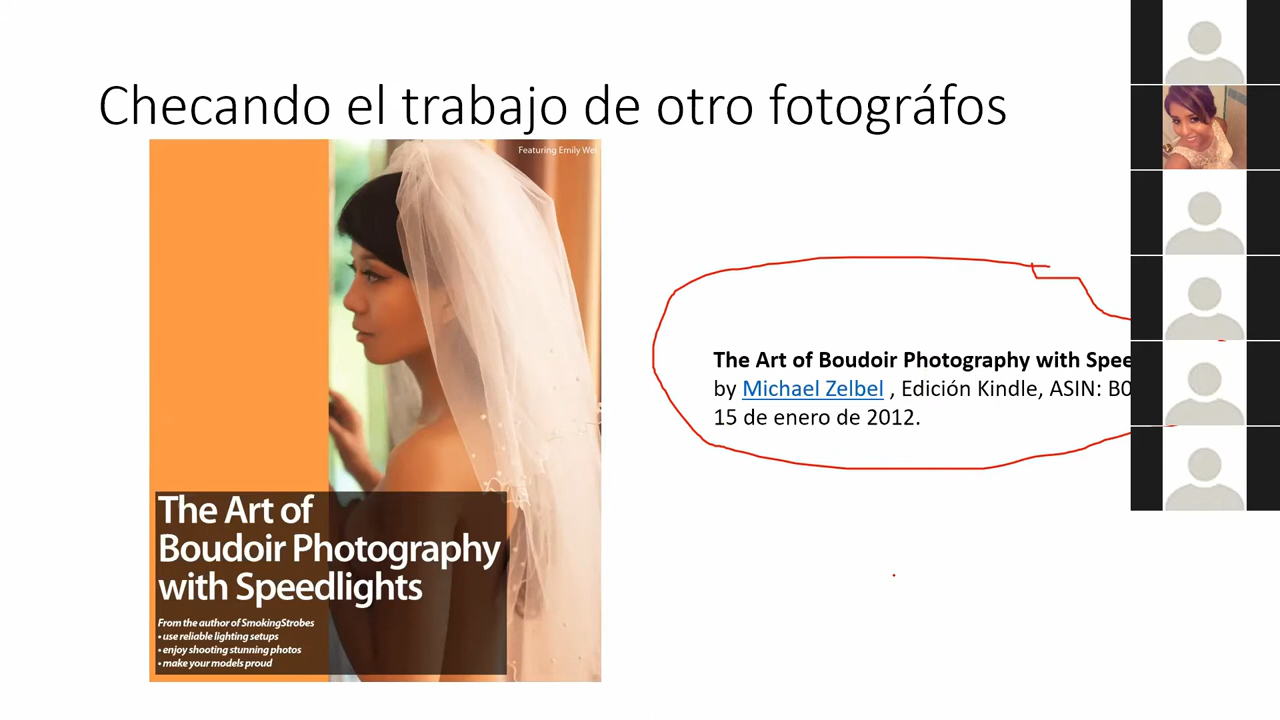 Checando el trabajo de otro fotográfos
Featuring Emily Wei
The Art of
Boudoir Photography
with Speedlights
From the author of SmokingStrobes
• use reliable lighting setups
• enjoy shooting stunning photos
• make your models proud
The Art of Boudoir Photography with Spee
by Michael Zelbel , Edición Kindle, ASIN: B0
15 de enero de 2012.